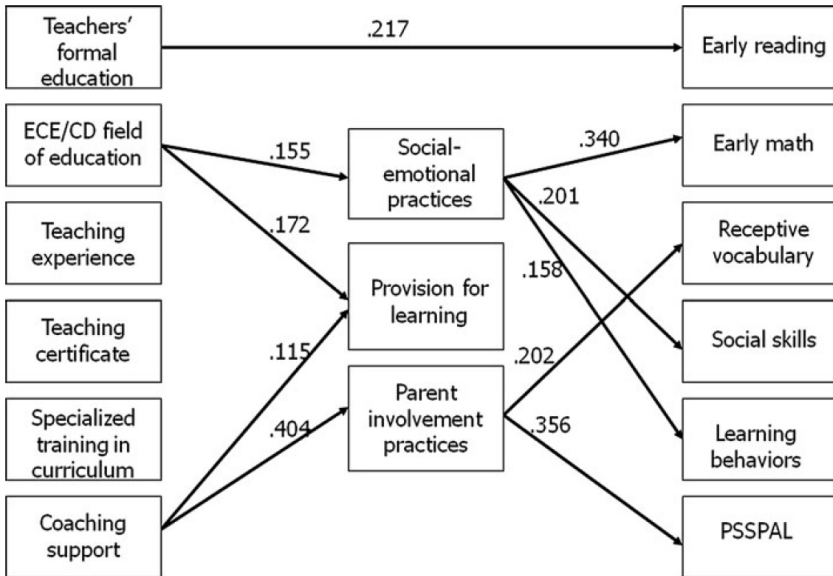 Teachers'
formal
education
.217
Early reading
ECE/CD field
of education
.155
Social-
emotional
practices
.340
Early math
.201
.172
Teaching
experience
Receptive
vocabulary
.158
Provision for
learning
Teaching
certificate
.115
.202
Social skills
Parent
involvement
practices
.404
.356
Specialized
training in
curriculum
Learning
behaviors
Coaching
support
PSSPAL